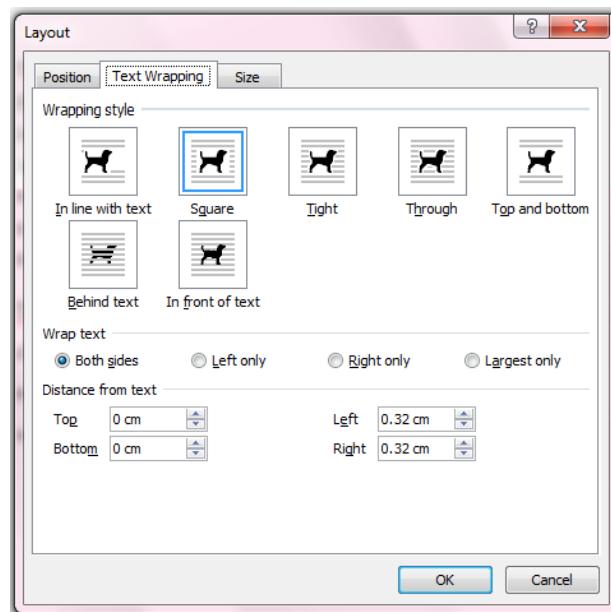 Layout
?
Position Text Wrapping Size
Wrapping style
In line with text Square Tight Through Top and bottom
Behind text In front of text
Wrap text
Both sides Left only Right only Largest only
Distance from text
Top 0 cm Left 0.32 cm
Bottom 0 cm Right 0.32 cm
OK Cancel